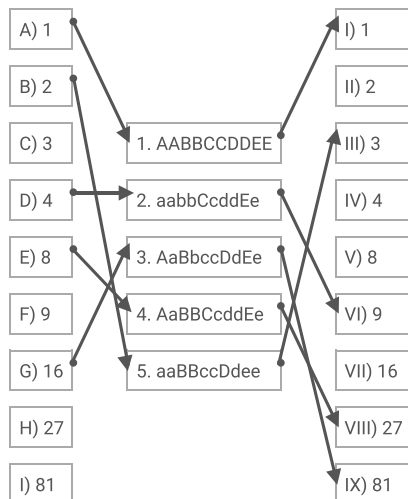 A) 1
B) 2
C) 3
D) 4
E) 8
F) 9
G) 16
H) 27
I) 81
1. AABBCCDDEE
2. aabbCcddEe
3. AaBbccDdEe
4. AaBBCcddEe
5. aaBBccDdee
I) 1
II) 2
III) 3
IV) 4
V) 8
VI) 9
VII) 16
VIII) 27
IX) 81